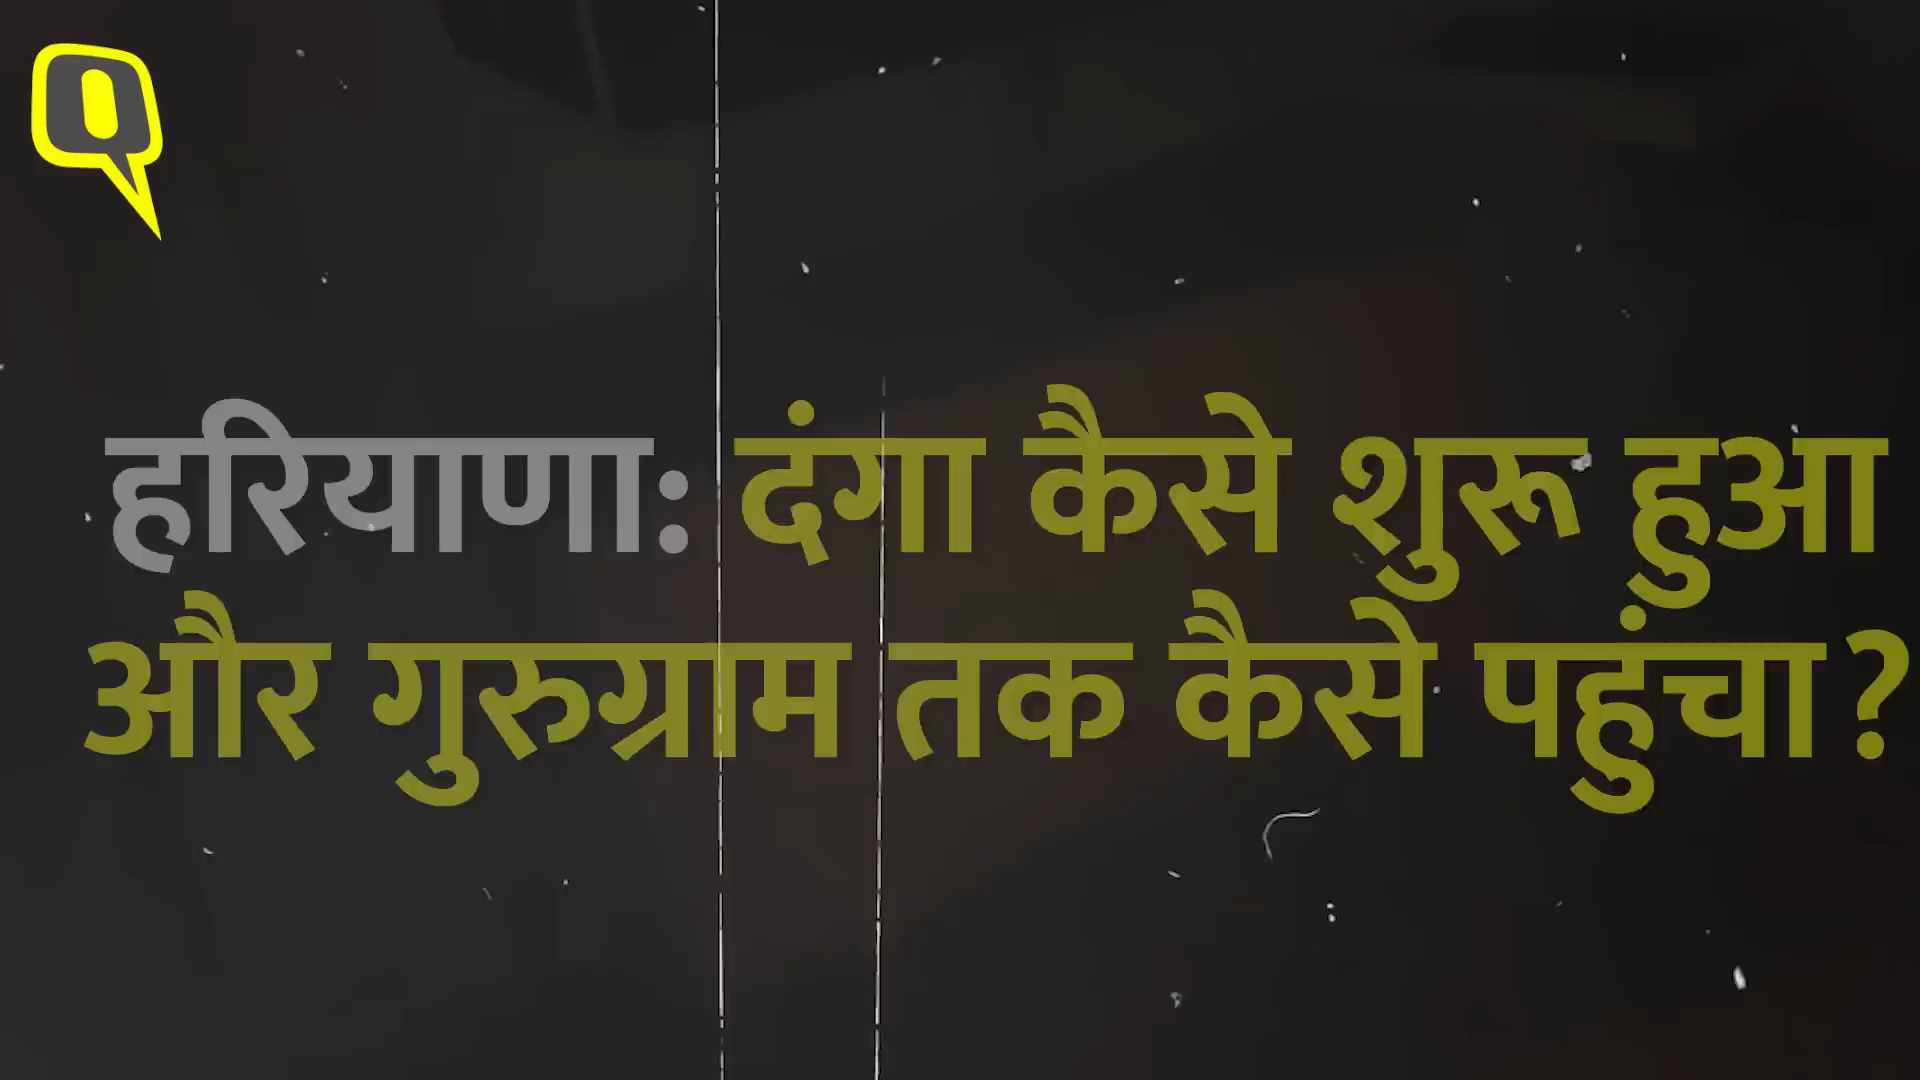 हरियाणा: दंगा कैसे शुरू हुआ
और गुरुग्राम तक कैसे पहुंचा?